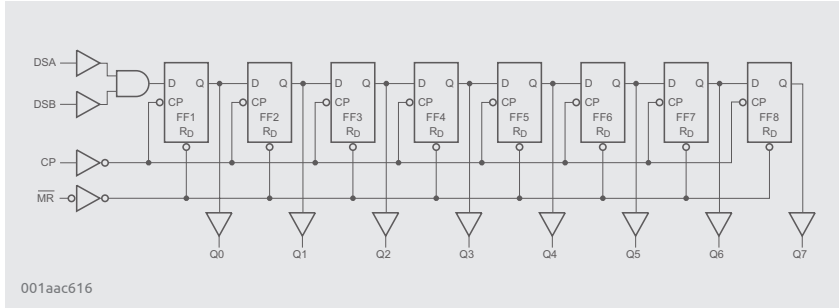 DSA
DSB
CP
M̅R̅
D Q
CP
FF1
RD
D Q
CP
FF2
RD
D Q
CP
FF3
RD
D Q
CP
FF4
RD
D Q
CP
FF5
RD
D Q
CP
FF6
RD
D Q
CP
FF7
RD
D Q
CP
FF8
RD
Q0 Q1 Q2 Q3 Q4 Q5 Q6 Q7
001aac616